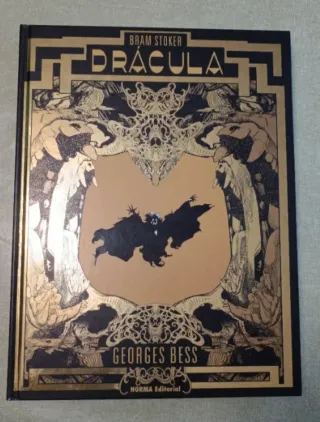 BRAM STOKER
DRÁCULA
GEORGES BESS
NORMA Editorial